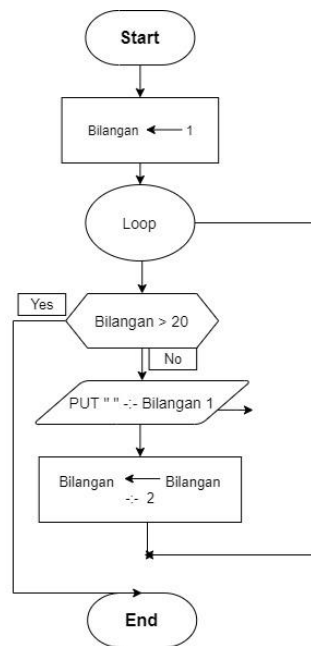 Start
Bilangan ← 1
Loop
Yes
Bilangan > 20
No
PUT " " -:- Bilangan 1
Bilangan ← Bilangan
-:- 2
End